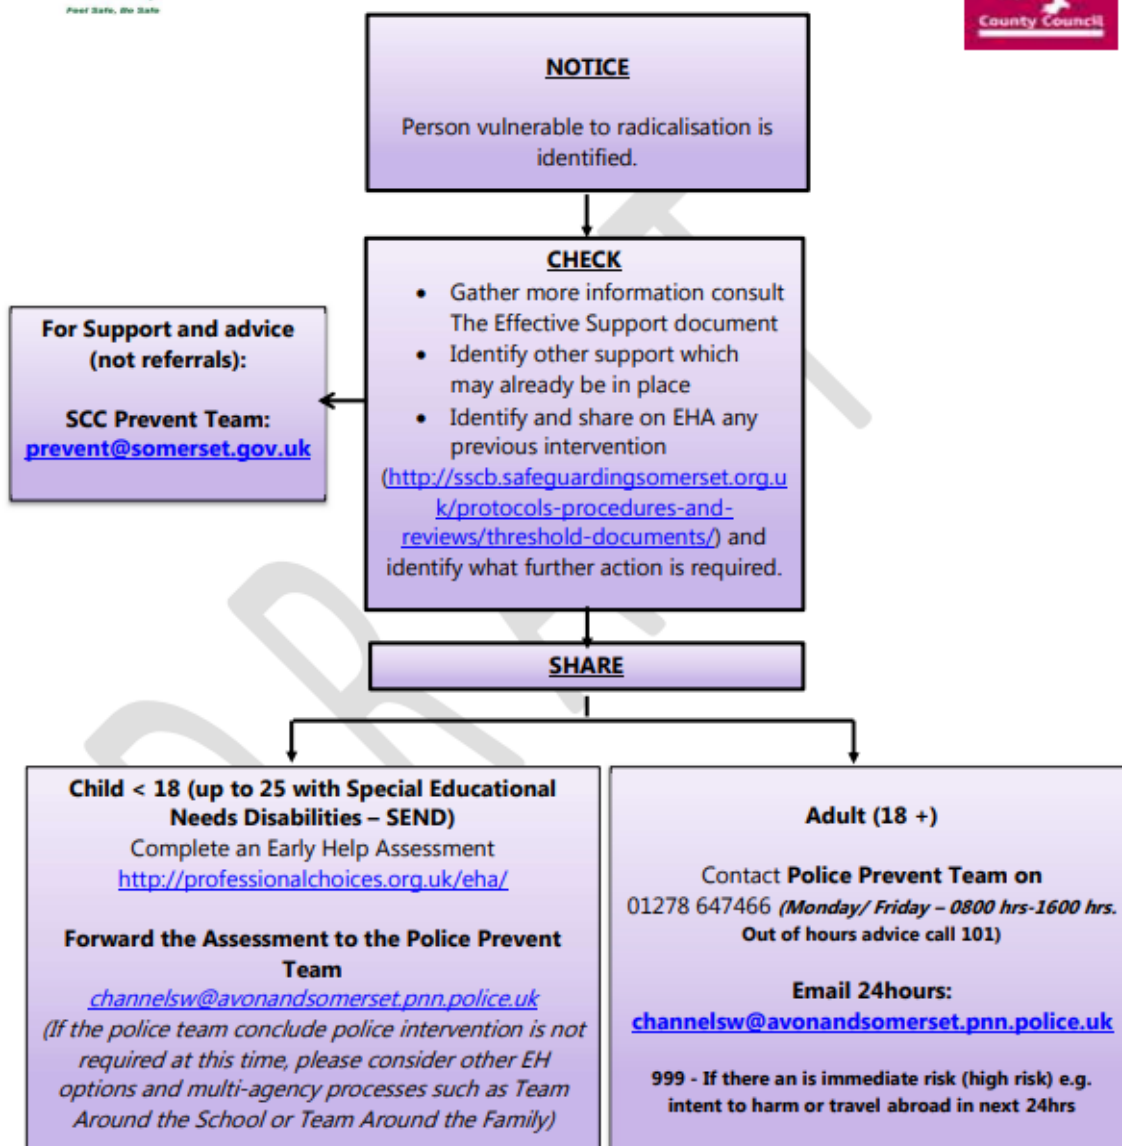 Feel Safe, Be Safe
County Council
NOTICE
Person vulnerable to radicalisation is
identified.
CHECK
• Gather more information consult
The Effective Support document
• Identify other support which
may already be in place
• Identify and share on EHA any
previous intervention
(http://sscb.safeguardingsomerset.org.u
k/protocols-procedures-and-
reviews/threshold-documents/) and
identify what further action is required.
For Support and advice
(not referrals):
SCC Prevent Team:
prevent@somerset.gov.uk
SHARE
Child < 18 (up to 25 with Special Educational
Needs Disabilities – SEND)
Complete an Early Help Assessment
http://professionalchoices.org.uk/eha/
Forward the Assessment to the Police Prevent
Team
channelsw@avonandsomerset.pnn.police.uk
(If the police team conclude police intervention is not
required at this time, please consider other EH
options and multi-agency processes such as Team
Around the School or Team Around the Family)
Adult (18 +)
Contact Police Prevent Team on
01278 647466 (Monday/ Friday – 0800 hrs-1600 hrs.
Out of hours advice call 101)
Email 24hours:
channelsw@avonandsomerset.pnn.police.uk
999 - If there an is immediate risk (high risk) e.g.
intent to harm or travel abroad in next 24hrs
DRAFT